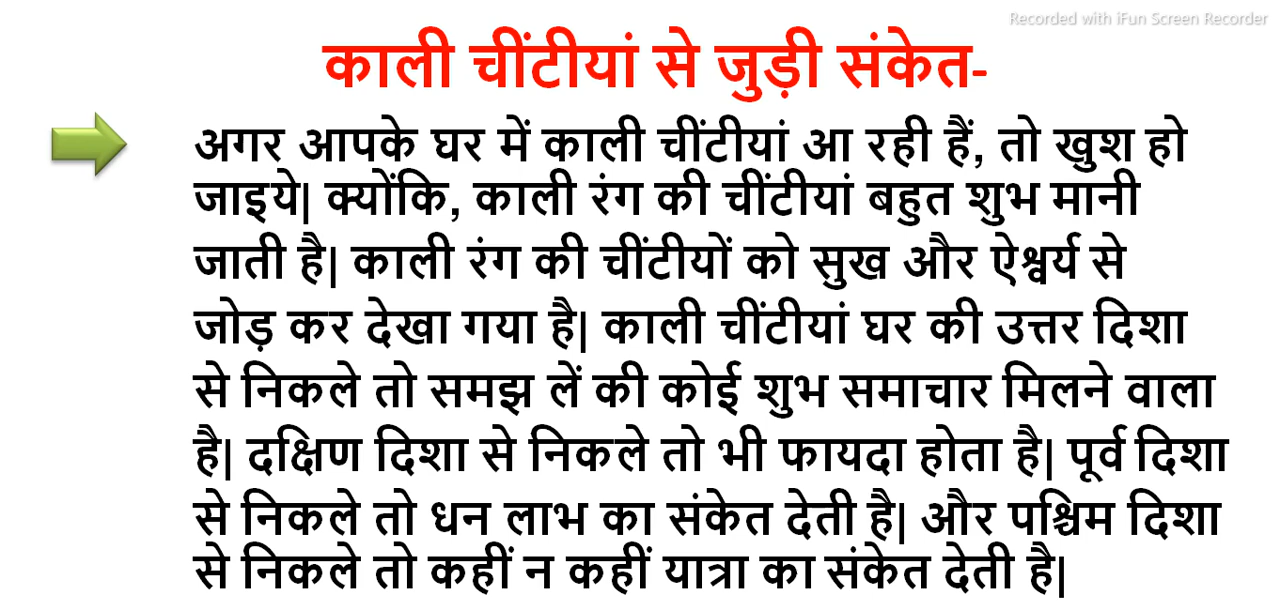 Recorded with iFun Screen Recorder
काली चींटीयां से जुड़ी संकेत-
अगर आपके घर में काली चींटीयां आ रही हैं, तो खुश हो
जाइये| क्योंकि, काली रंग की चींटीयां बहुत शुभ मानी
जाती है| काली रंग की चींटीयों को सुख और ऐश्वर्य से
जोड़ कर देखा गया है| काली चींटीयां घर की उत्तर दिशा
से निकले तो समझ लें की कोई शुभ समाचार मिलने वाला
है| दक्षिण दिशा से निकले तो भी फायदा होता है| पूर्व दिशा
से निकले तो धन लाभ का संकेत देती है| और पश्चिम दिशा
से निकले तो कहीं न कहीं यात्रा का संकेत देती है|